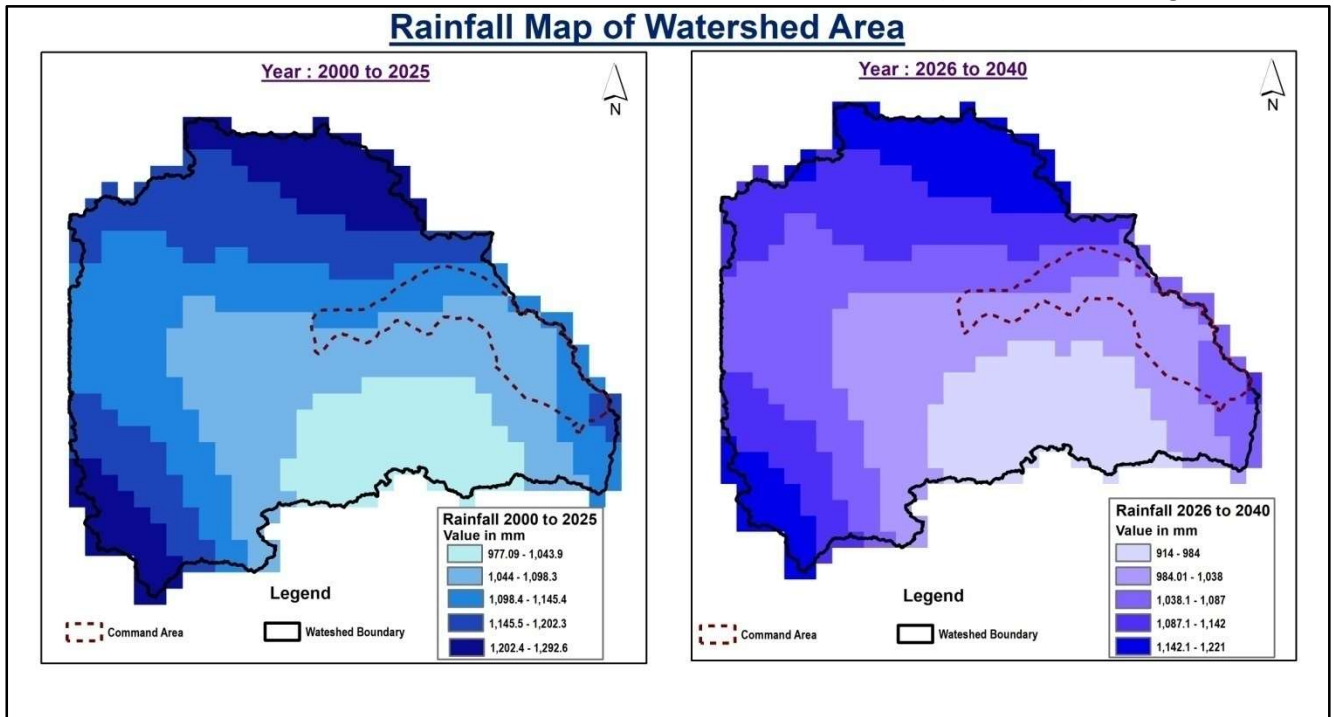 Rainfall Map of Watershed Area
Year : 2000 to 2025
N
Rainfall 2000 to 2025
Value in mm
977.09 - 1,043.9
1,044 - 1,098.3
1,098.4 - 1,145.4
1,145.5 - 1,202.3
1,202.4 - 1,292.6
Legend
Command Area
Wateshed Boundary
Year : 2026 to 2040
N
Rainfall 2026 to 2040
Value in mm
914 - 984
984.01 - 1,038
1,038.1 - 1,087
1,087.1 - 1,142
1,142.1 - 1,221
Legend
Command Area
Wateshed Boundary